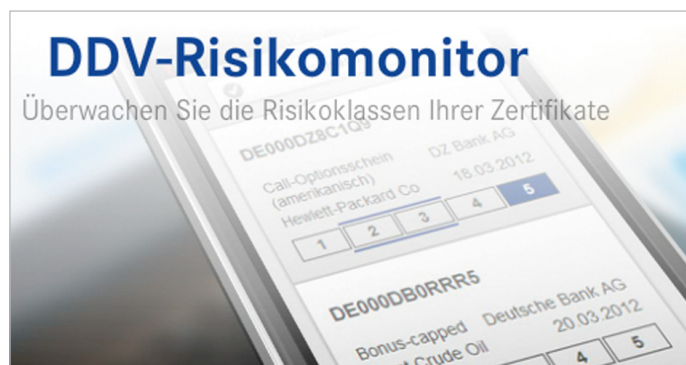 DDV-Risikomonitor
Überwachen Sie die Risikoklassen Ihrer Zertifikate
DE000DZ8C1Q9
Call-Optionsschein DZ Bank AG
(amerikanisch) 18.03.2012
Hewlett-Packard Co
1 2 3 4 5
DE000DB0RRR5
Bonus-capped Deutsche Bank AG
Crude Oil 20.03.2012
4 5